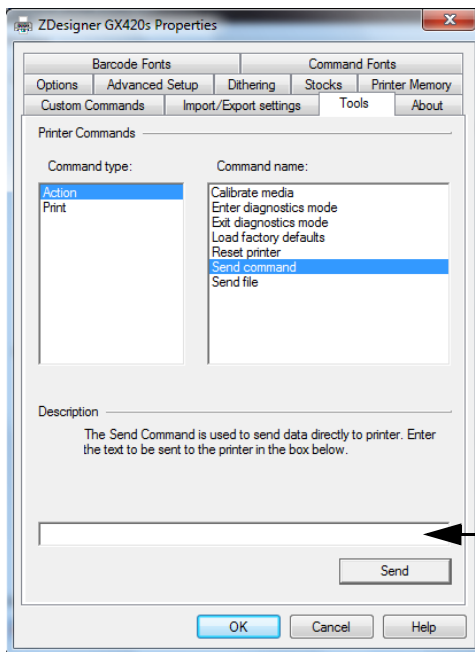 ZDesigner GX420s Properties
Barcode Fonts Command Fonts
Options Advanced Setup Dithering Stocks Printer Memory
Custom Commands Import/Export settings Tools About
Printer Commands
Command type: Command name:
Action
Print
Calibrate media
Enter diagnostics mode
Exit diagnostics mode
Load factory defaults
Reset printer
Send command
Send file
Description
The Send Command is used to send data directly to printer. Enter
the text to be sent to the printer in the box below.
Send
OK Cancel Help